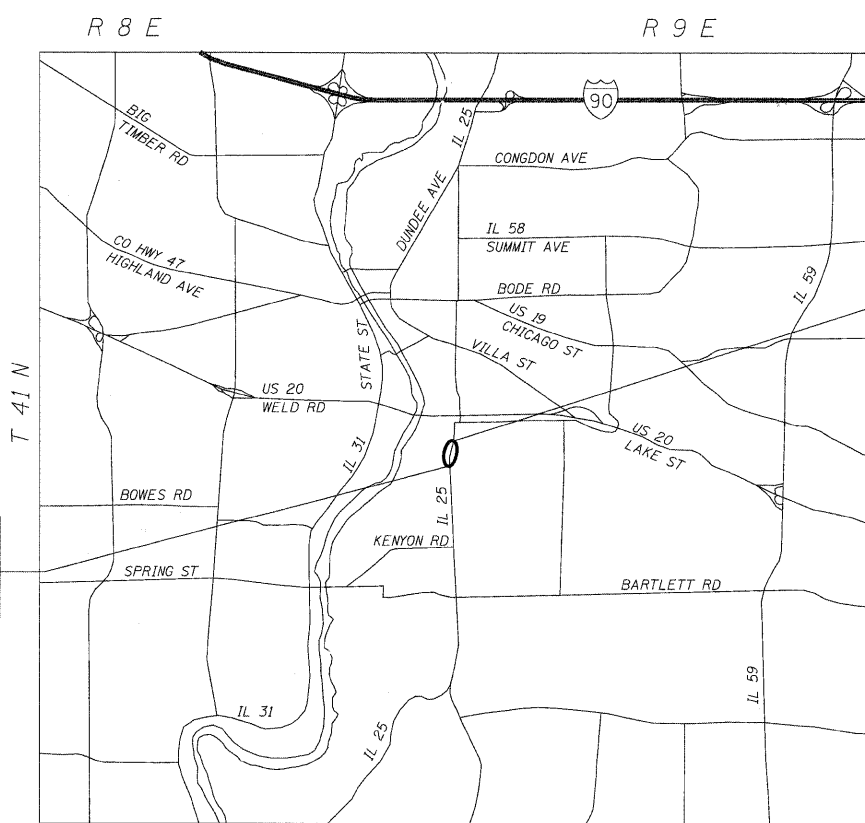 R 8 E
R 9 E
90
BIG
TIMBER RD
IL 25
CONGDON AVE
DUNDEE AVE
IL 58
SUMMIT AVE
CO HWY 47
HIGHLAND AVE
BODE RD
IL 59
US 19
CHICAGO ST
VILLA ST
STATE ST
T 41 N
US 20
WELD RD
US 20
LAKE ST
IL 31
BOWES RD
IL 25
KENYON RD
SPRING ST
BARTLETT RD
IL 59
IL 31
IL 25